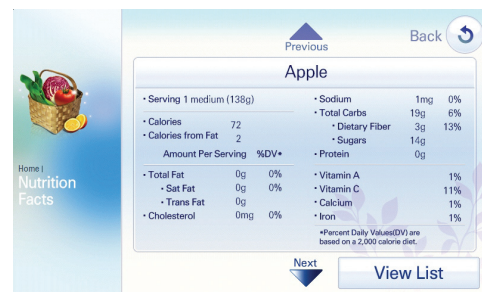 Previous
Back
Apple
• Serving 1 medium (138g)
• Calories 72
• Calories from Fat 2
Amount Per Serving %DV*
• Total Fat 0g 0%
• Sat Fat 0g 0%
• Trans Fat 0g
• Cholesterol 0mg 0%
• Sodium 1mg 0%
• Total Carbs 19g 6%
• Dietary Fiber 3g 13%
• Sugars 14g
• Protein 0g
• Vitamin A 1%
• Vitamin C 11%
• Calcium 1%
• Iron 1%
*Percent Daily Values(DV) are
based on a 2,000 calorie diet.
Home |
Nutrition
Facts
Next
View List